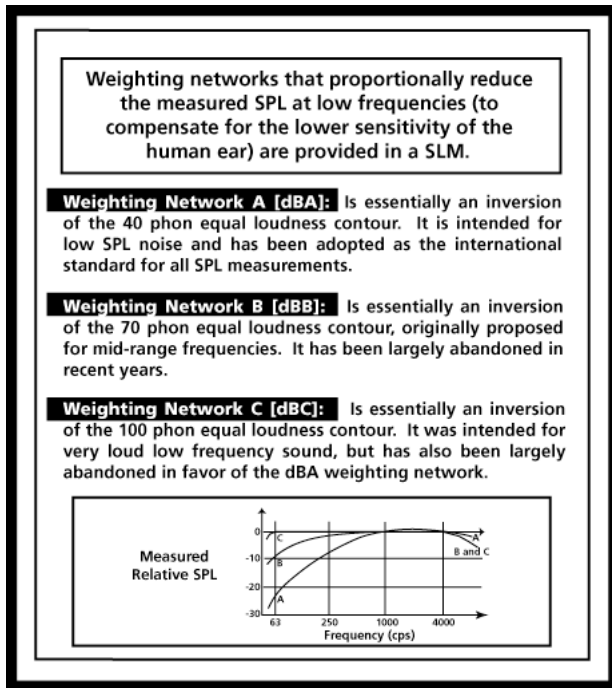 Weighting networks that proportionally reduce
the measured SPL at low frequencies (to
compensate for the lower sensitivity of the
human ear) are provided in a SLM.
Weighting Network A [dBA]: Is essentially an inversion
of the 40 phon equal loudness contour. It is intended for
low SPL noise and has been adopted as the international
standard for all SPL measurements.
Weighting Network B [dBB]: Is essentially an inversion
of the 70 phon equal loudness contour, originally proposed
for mid-range frequencies. It has been largely abandoned in
recent years.
Weighting Network C [dBC]: Is essentially an inversion
of the 100 phon equal loudness contour. It was intended for
very loud low frequency sound, but has also been largely
abandoned in favor of the dBA weighting network.
Measured
Relative SPL
0
C
A
B and C
-10
B
-20
A
-30
63 250 1000 4000
Frequency (cps)